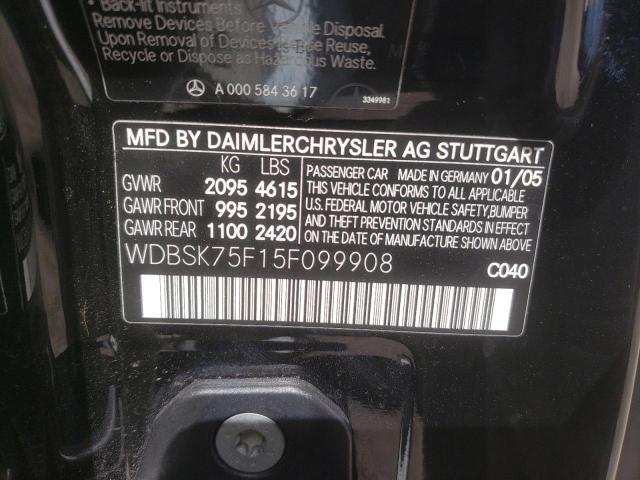 • Back-lit Instruments
Remove Devices Before Vehicle Disposal.
Upon Removal of Devices Please Reuse,
Recycle or Dispose as Hazardous Waste.
A 000 584 36 17
3349981
MFD BY DAIMLERCHRYSLER AG STUTTGART
KG LBS
GVWR 2095 4615
GAWR FRONT 995 2195
GAWR REAR 1100 2420
PASSENGER CAR MADE IN GERMANY 01/05
THIS VEHICLE CONFORMS TO ALL APPLICABLE
U.S. FEDERAL MOTOR VEHICLE SAFETY, BUMPER
AND THEFT PREVENTION STANDARDS IN EFFECT
ON THE DATE OF MANUFACTURE SHOWN ABOVE.
WDBSK75F15F099908
C040